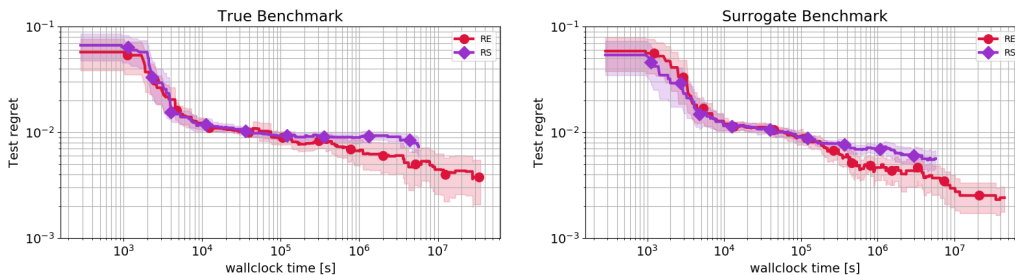 True Benchmark
10⁻¹
10⁻²
10⁻³
Test regret
RE
RS
10³ 10⁴ 10⁵ 10⁶ 10⁷
wallclock time [s]
Surrogate Benchmark
10⁻¹
10⁻²
10⁻³
Test regret
RE
RS
10³ 10⁴ 10⁵ 10⁶ 10⁷
wallclock time [s]